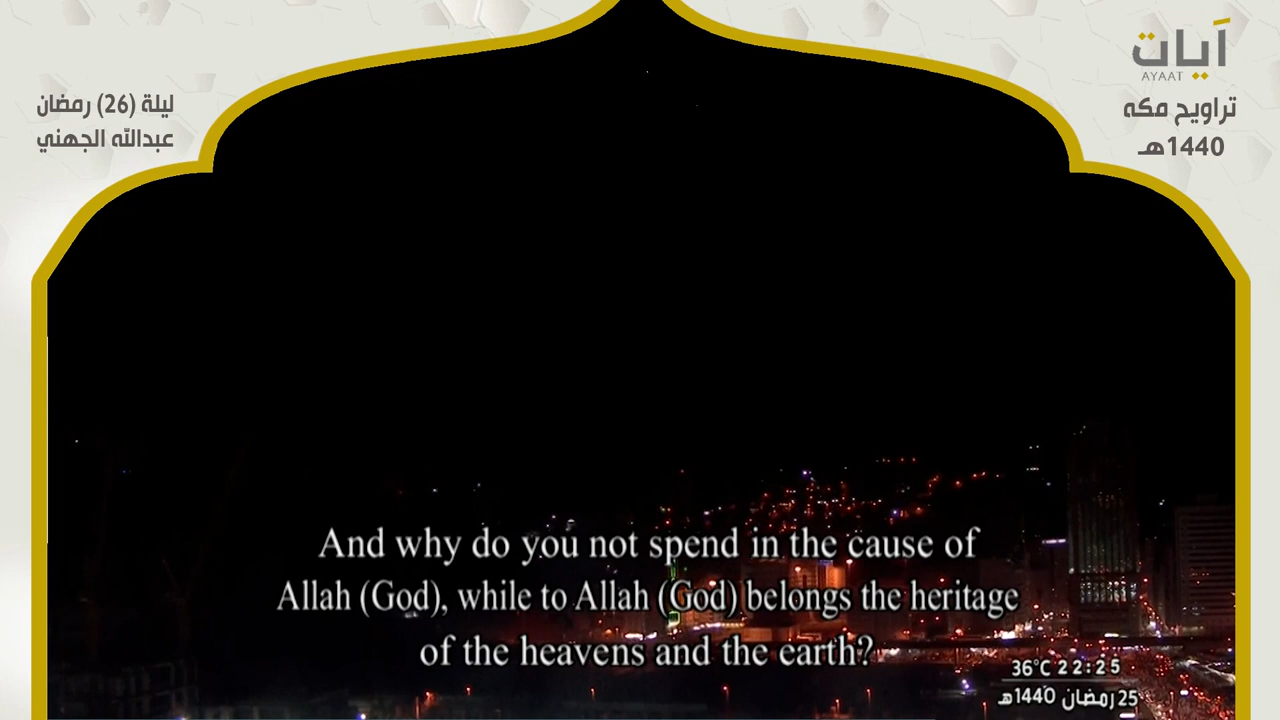 آيات
AYAAT
تراويح مكه
1440هـ
ليلة (26) رمضان
عبدالله الجهني
And why do you not spend in the cause of
Allah (God), while to Allah (God) belongs the heritage
of the heavens and the earth?
36°C 22:25
25 رمضان 1440هـ